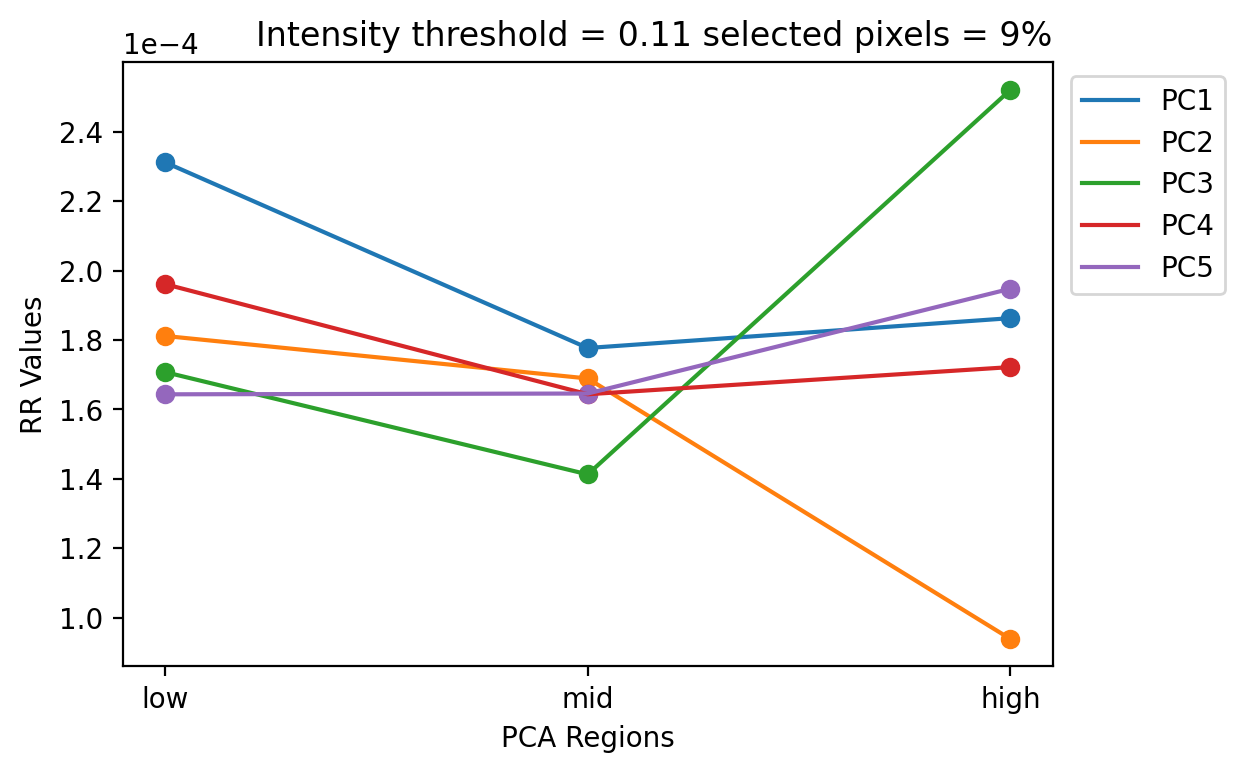 Intensity threshold = 0.11 selected pixels = 9%
1e−4
2.4
2.2
2.0
1.8
1.6
1.4
1.2
1.0
RR Values
low
mid
high
PCA Regions
PC1
PC2
PC3
PC4
PC5